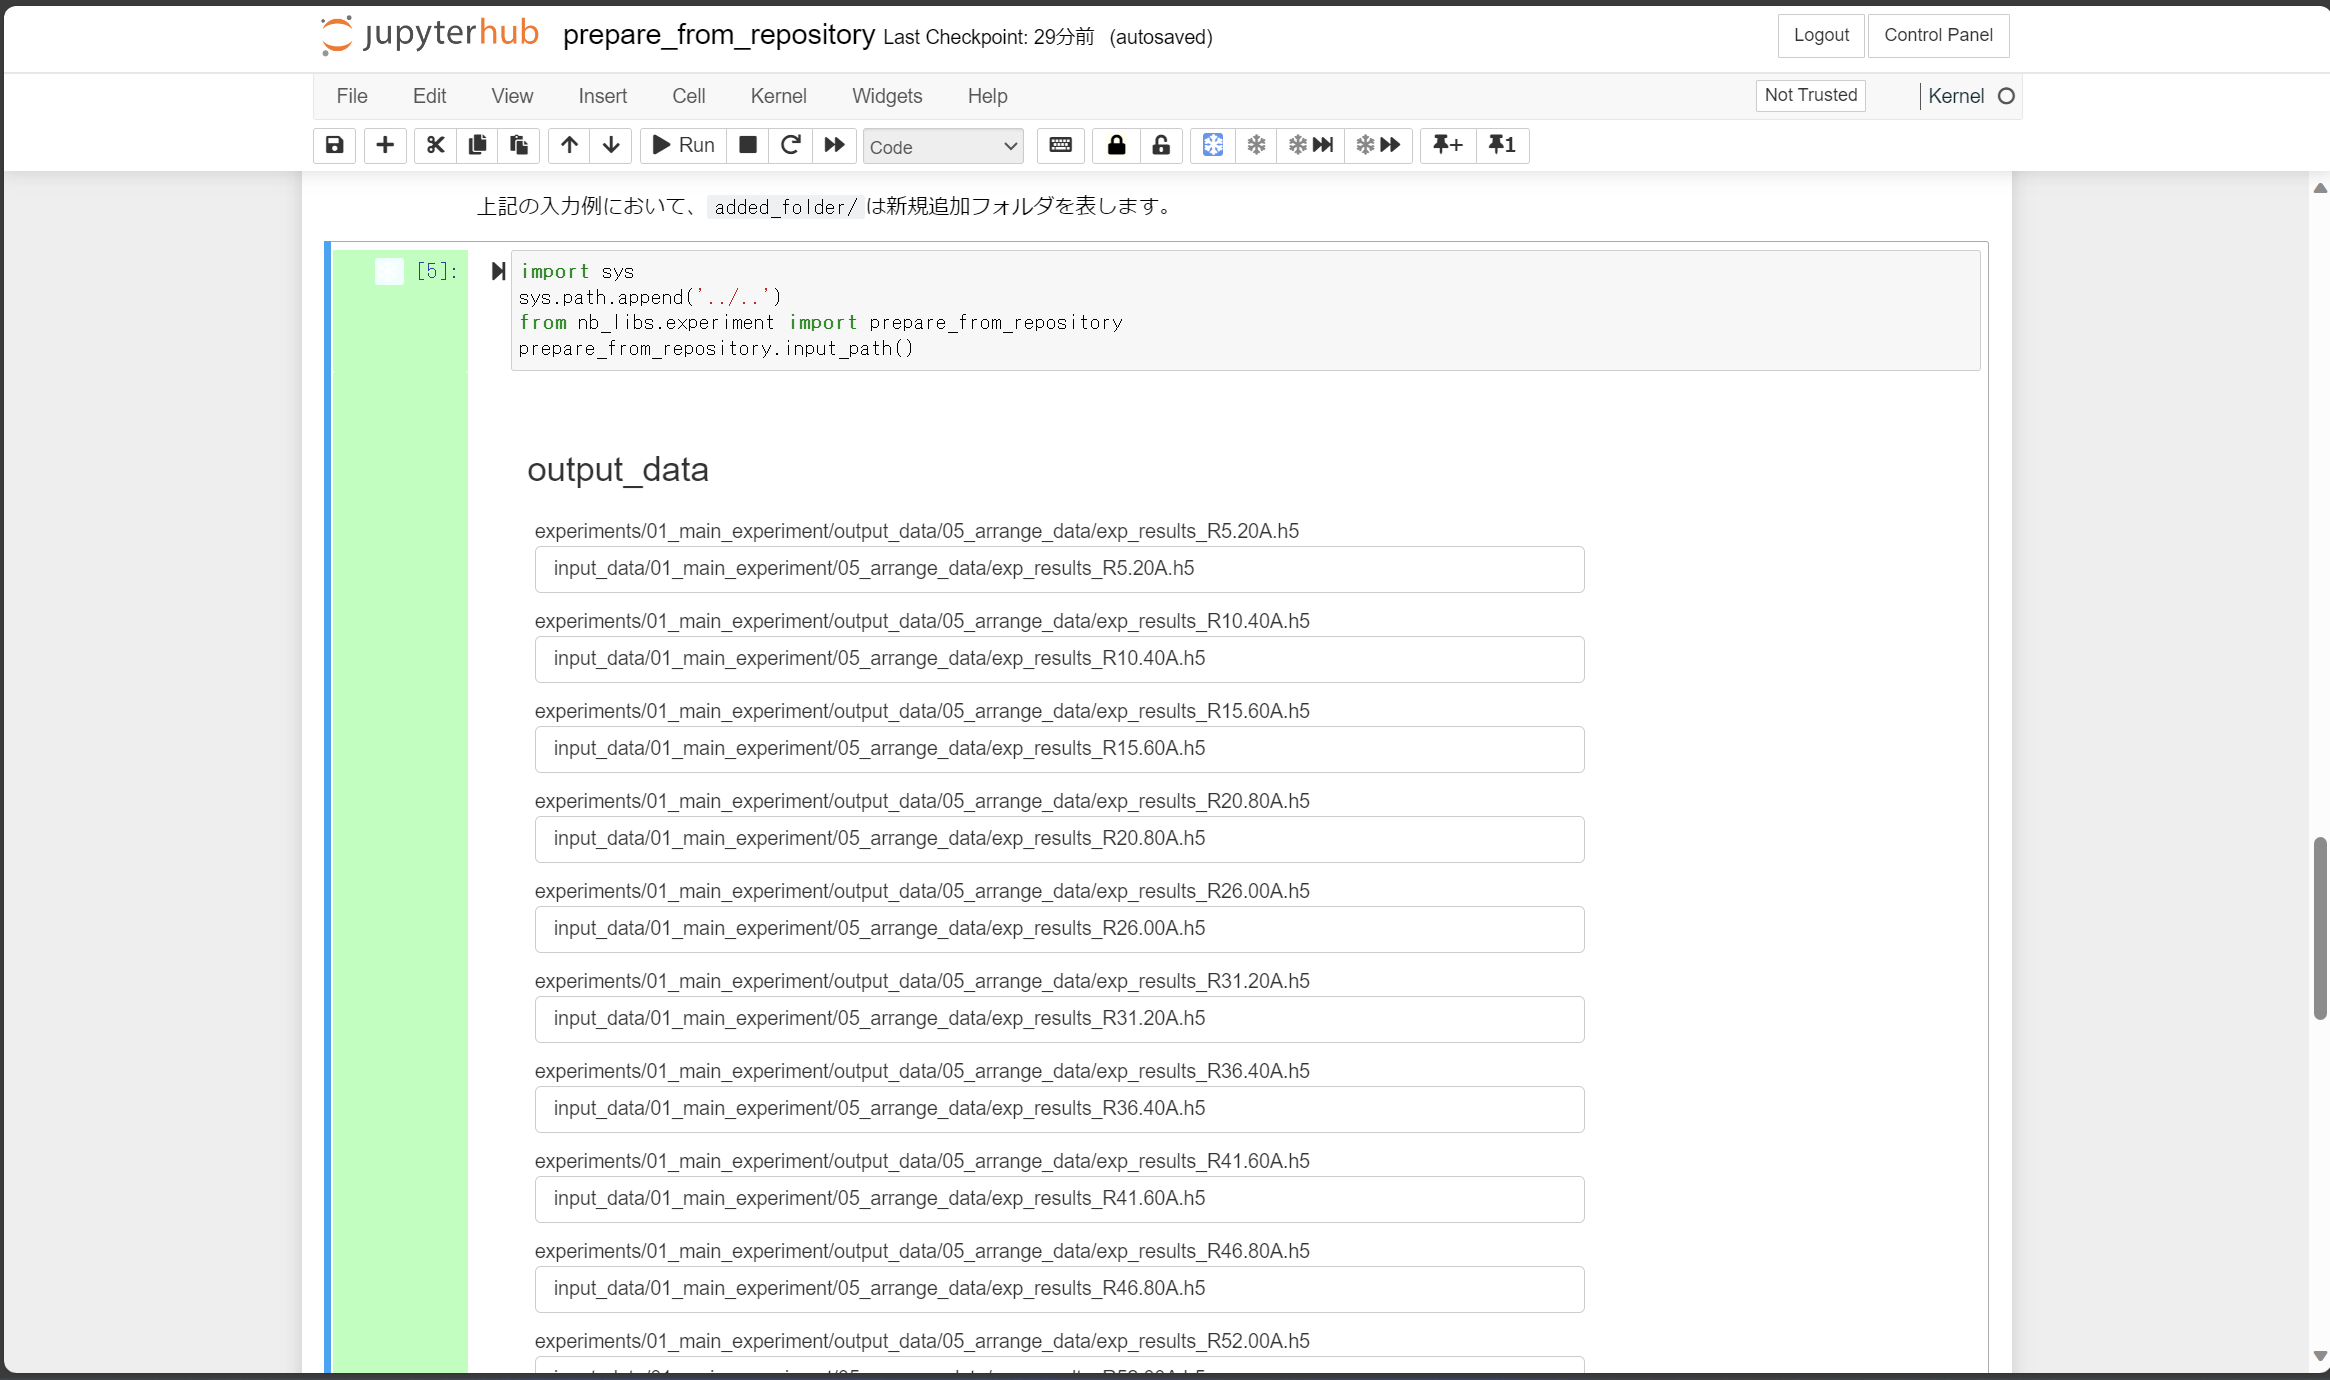 jupyterhub prepare_from_repository Last Checkpoint: 29分前 (autosaved) Logout Control Panel
File Edit View Insert Cell Kernel Widgets Help Not Trusted Kernel
Run Code + 1
上記の入力例において、 added_folder/ は新規追加フォルダを表します。
[5]: import sys
sys.path.append('../..')
from nb_libs.experiment import prepare_from_repository
prepare_from_repository.input_path()
output_data
experiments/01_main_experiment/output_data/05_arrange_data/exp_results_R5.20A.h5
input_data/01_main_experiment/05_arrange_data/exp_results_R5.20A.h5
experiments/01_main_experiment/output_data/05_arrange_data/exp_results_R10.40A.h5
input_data/01_main_experiment/05_arrange_data/exp_results_R10.40A.h5
experiments/01_main_experiment/output_data/05_arrange_data/exp_results_R15.60A.h5
input_data/01_main_experiment/05_arrange_data/exp_results_R15.60A.h5
experiments/01_main_experiment/output_data/05_arrange_data/exp_results_R20.80A.h5
input_data/01_main_experiment/05_arrange_data/exp_results_R20.80A.h5
experiments/01_main_experiment/output_data/05_arrange_data/exp_results_R26.00A.h5
input_data/01_main_experiment/05_arrange_data/exp_results_R26.00A.h5
experiments/01_main_experiment/output_data/05_arrange_data/exp_results_R31.20A.h5
input_data/01_main_experiment/05_arrange_data/exp_results_R31.20A.h5
experiments/01_main_experiment/output_data/05_arrange_data/exp_results_R36.40A.h5
input_data/01_main_experiment/05_arrange_data/exp_results_R36.40A.h5
experiments/01_main_experiment/output_data/05_arrange_data/exp_results_R41.60A.h5
input_data/01_main_experiment/05_arrange_data/exp_results_R41.60A.h5
experiments/01_main_experiment/output_data/05_arrange_data/exp_results_R46.80A.h5
input_data/01_main_experiment/05_arrange_data/exp_results_R46.80A.h5
experiments/01_main_experiment/output_data/05_arrange_data/exp_results_R52.00A.h5